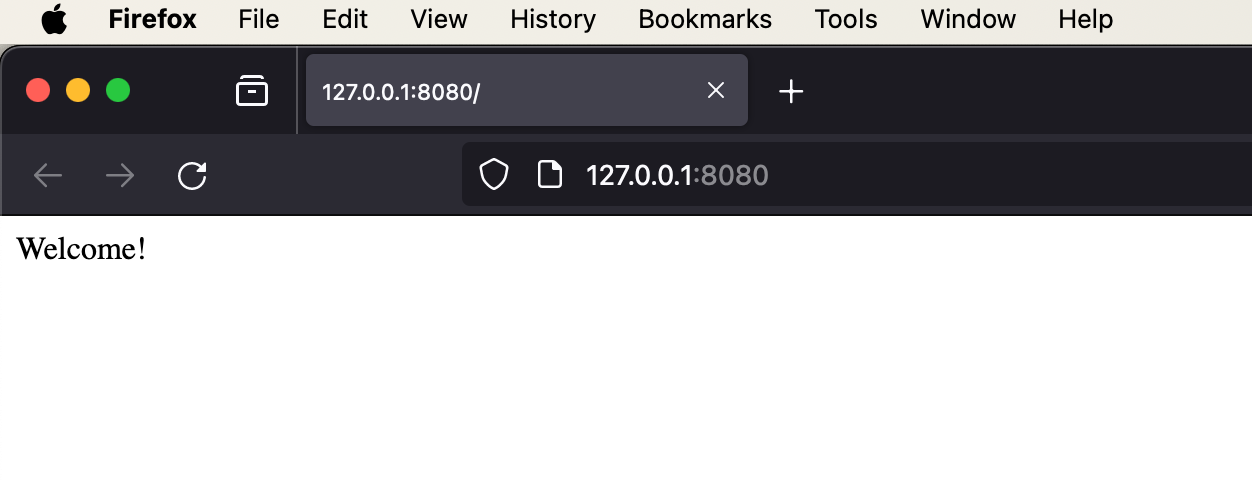 Firefox File Edit View History Bookmarks Tools Window Help
127.0.0.1:8080/
127.0.0.1:8080
Welcome!